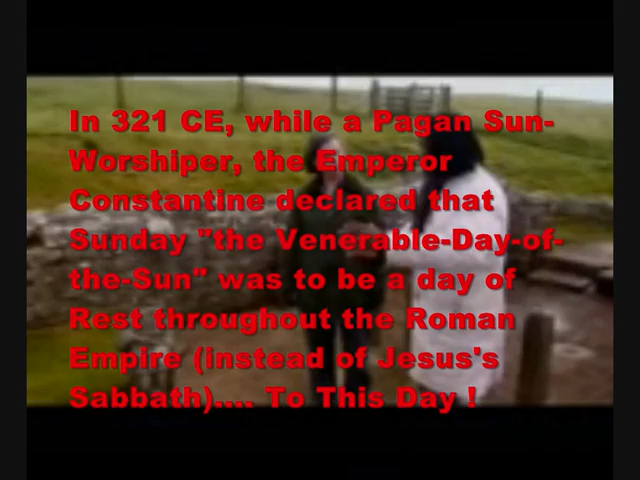 In 321 CE, while a Pagan Sun-
Worshiper, the Emperor
Constantine declared that
Sunday "the Venerable-Day-of-
the-Sun" was to be a day of
Rest throughout the Roman
Empire (instead of Jesus's
Sabbath).... To This Day !